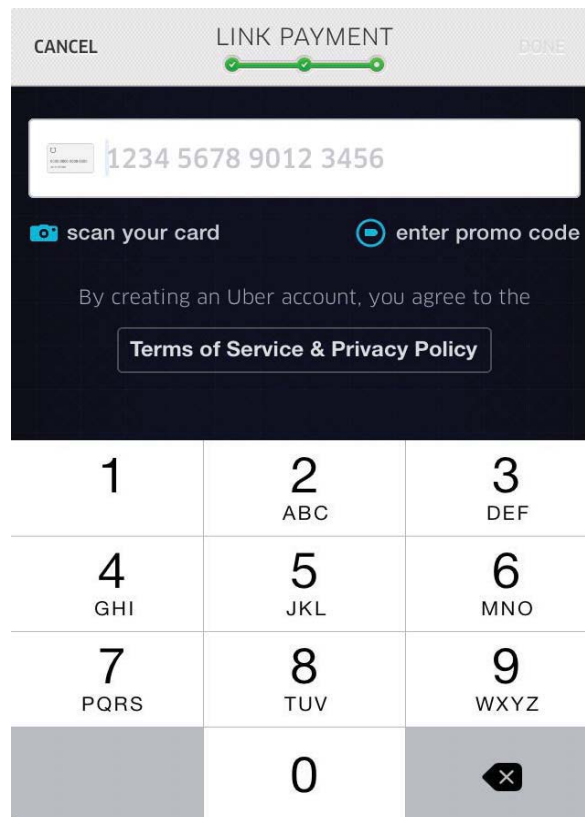 CANCEL LINK PAYMENT DONE
1234 5678 9012 3456
scan your card enter promo code
By creating an Uber account, you agree to the
Terms of Service & Privacy Policy
1 2 3
ABC DEF
4 5 6
GHI JKL MNO
7 8 9
PQRS TUV WXYZ
0